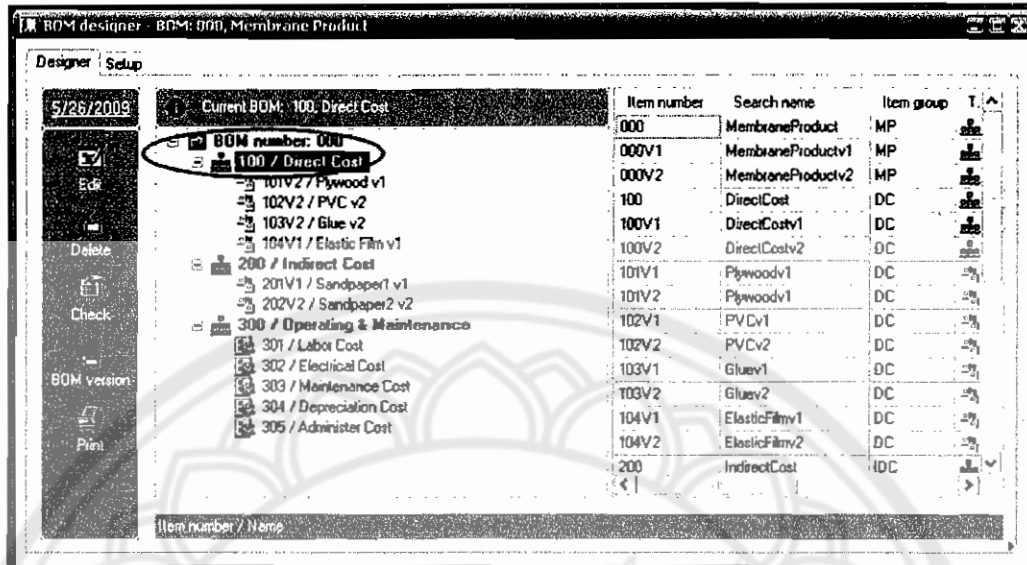 BOM designer - BOM: 000, Membrane Product
Designer Setup
5/26/2009
Edit
Delete
Check
BOM version
Print
Current BOM: 100, Direct Cost
BOM number: 000
100 / Direct Cost
101V2 / Plywood v1
102V2 / PVC v2
103V2 / Glue v2
104V1 / Elastic Film v1
200 / Indirect Cost
201V1 / Sandpaper1 v1
202V2 / Sandpaper2 v2
300 / Operating & Maintenance
301 / Labor Cost
302 / Electrical Cost
303 / Maintenance Cost
304 / Depreciation Cost
305 / Administer Cost
Item number Search name Item group T.
000 MembraneProduct MP
000V1 MembraneProductv1 MP
000V2 MembraneProductv2 MP
100 DirectCost DC
100V1 DirectCostv1 DC
100V2 DirectCostv2 DC
101V1 Plywoodv1 DC
101V2 Plywoodv1 DC
102V1 PVCv1 DC
102V2 PVCv2 DC
103V1 Gluev1 DC
103V2 Gluev2 DC
104V1 ElasticFilmv1 DC
104V2 ElasticFilmv2 DC
200 IndirectCost IDC
Item number / Name